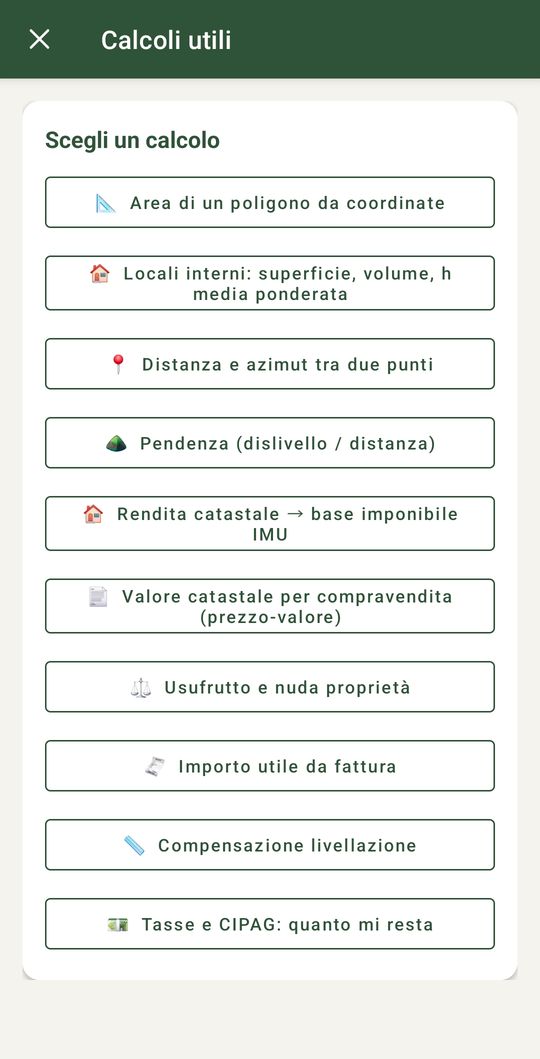 Calcoli utili
Scegli un calcolo
Area di un poligono da coordinate
Locali interni: superficie, volume, h
media ponderata
Distanza e azimut tra due punti
Pendenza (dislivello / distanza)
Rendita catastale → base imponibile
IMU
Valore catastale per compravendita
(prezzo-valore)
Usufrutto e nuda proprietà
Importo utile da fattura
Compensazione livellazione
Tasse e CIPAG: quanto mi resta